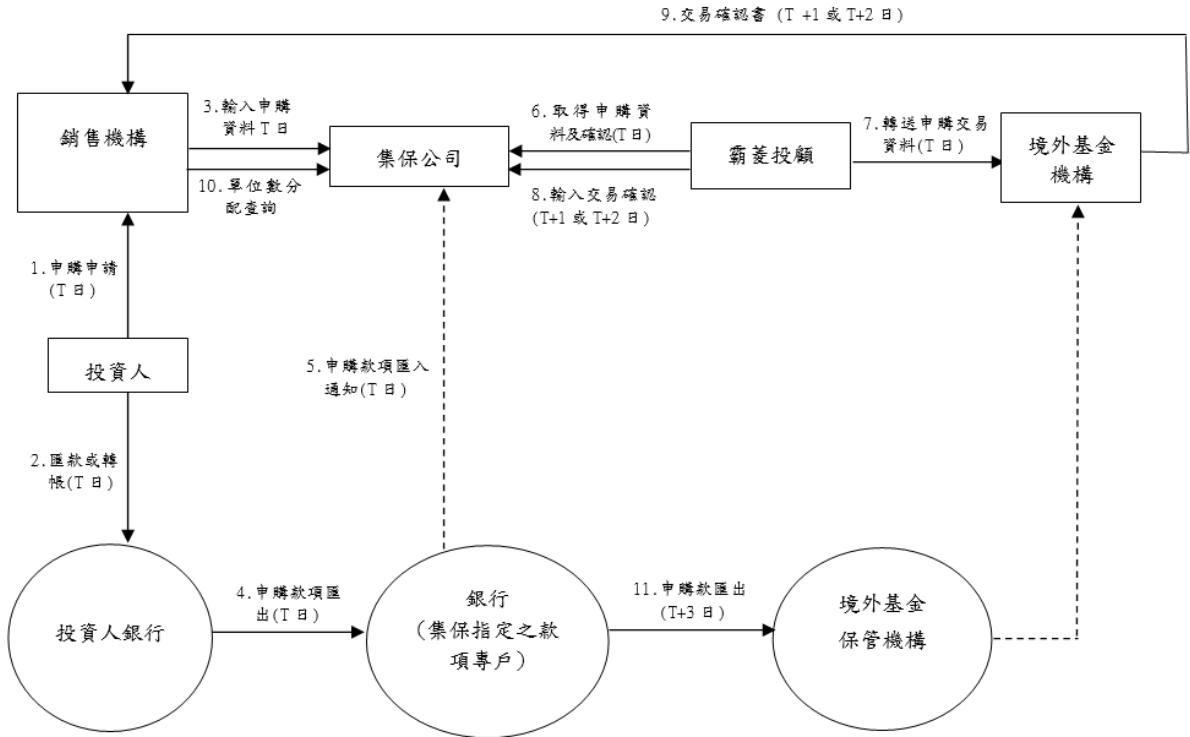 9.交易確認書 (T +1 或 T+2 日)
銷售機構
3.輸入申購
資料 T 日
10.單位數分
配查詢
集保公司
6.取得申購資
料及確認(T 日)
8.輸入交易確認
(T+1 或 T+2 日)
霸菱投顧
7.轉送申購交易
資料(T 日)
境外基金
機構
1.申購申請
(T 日)
投資人
5.申購款項匯入
通知(T 日)
2.匯款或轉
帳(T 日)
投資人銀行
4.申購款項匯
出(T 日)
銀行
(集保指定之款
項專戶)
11.申購款匯出
(T+3 日)
境外基金
保管機構